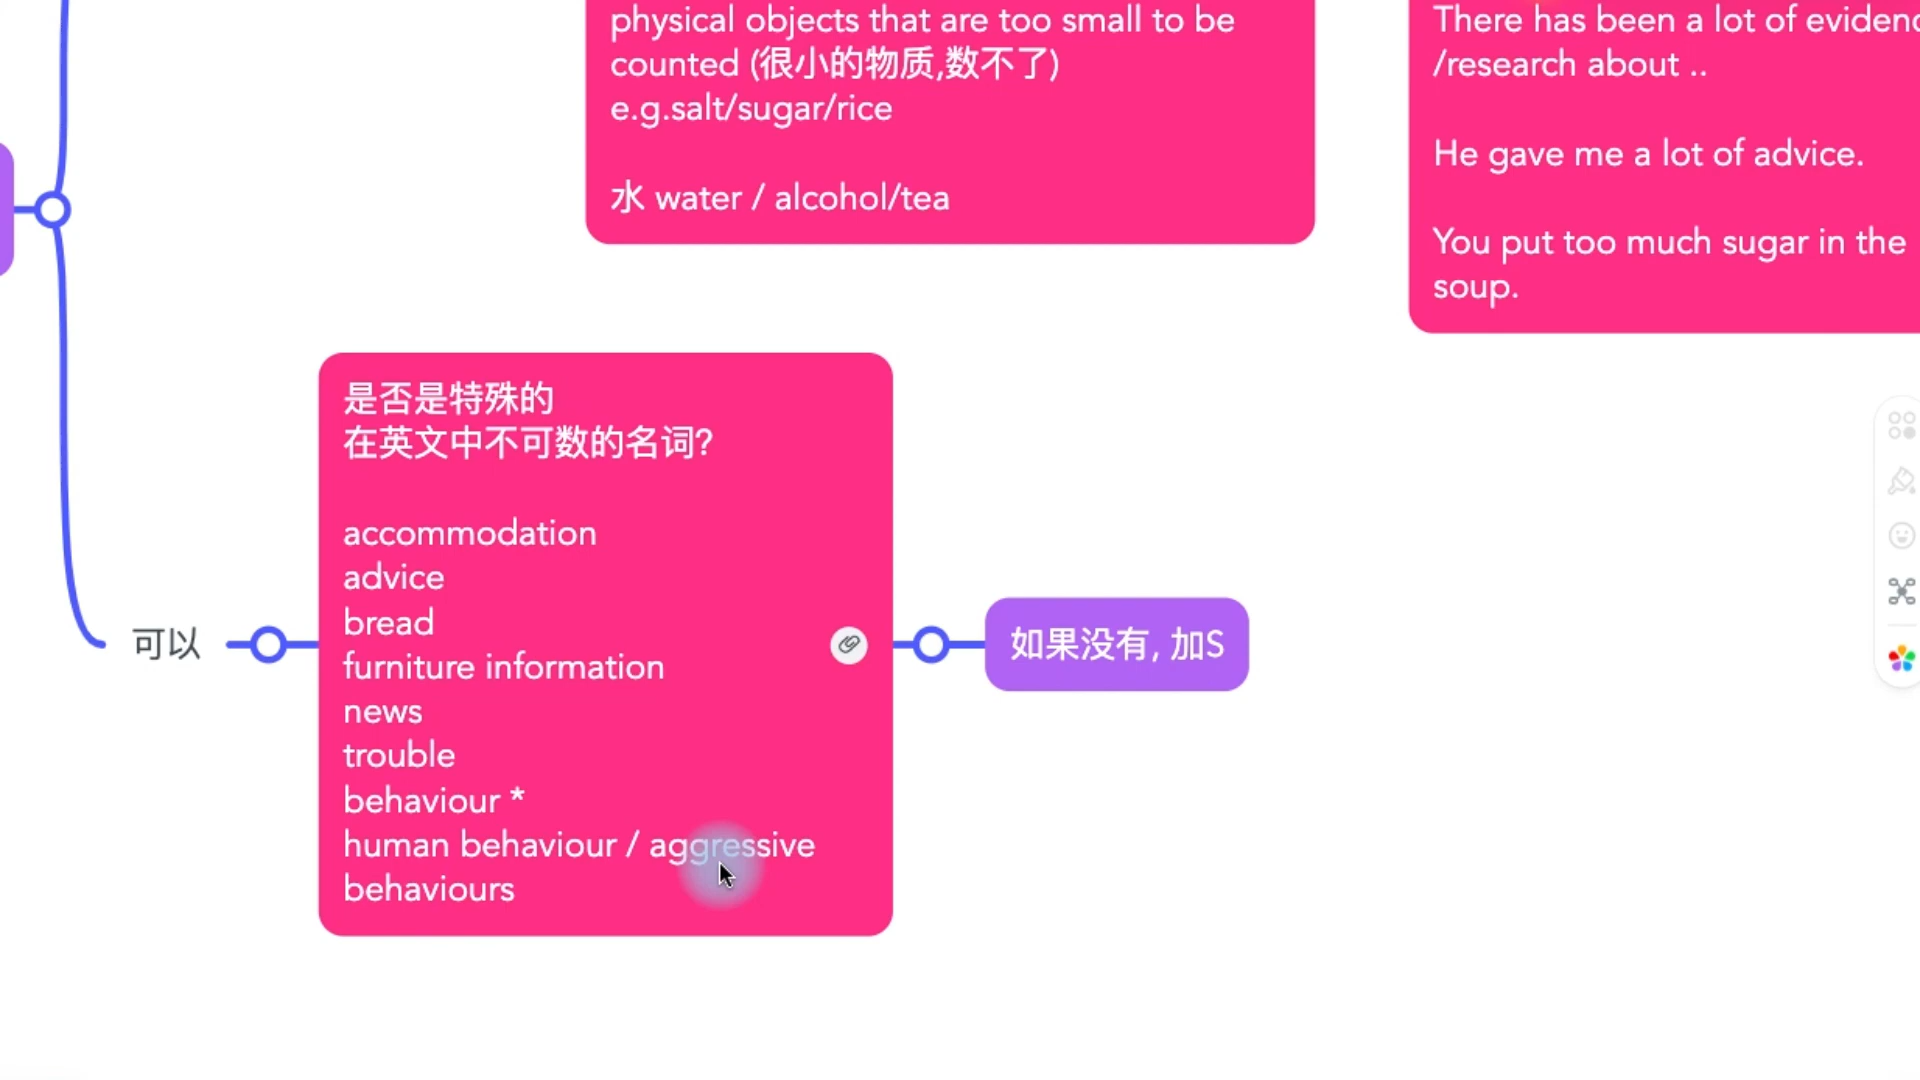 physical objects that are too small to be
counted (很小的物质,数不了)
e.g.salt/sugar/rice
水 water / alcohol/tea
There has been a lot of evidenc
/research about ..
He gave me a lot of advice.
You put too much sugar in the
soup.
是否是特殊的
在英文中不可数的名词?
accommodation
advice
bread
furniture information
news
trouble
behaviour *
human behaviour / aggressive
behaviours
可以
如果没有, 加S